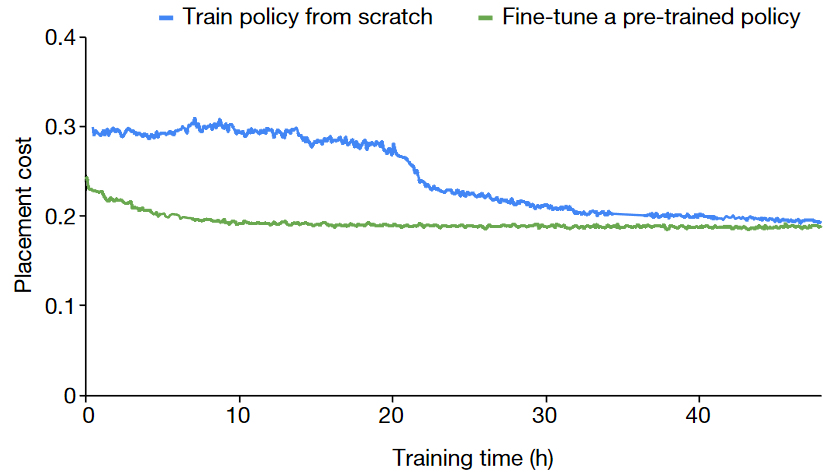 Train policy from scratch
Fine-tune a pre-trained policy
0.4
0.3
0.2
0.1
0
Placement cost
0
10
20
30
40
Training time (h)